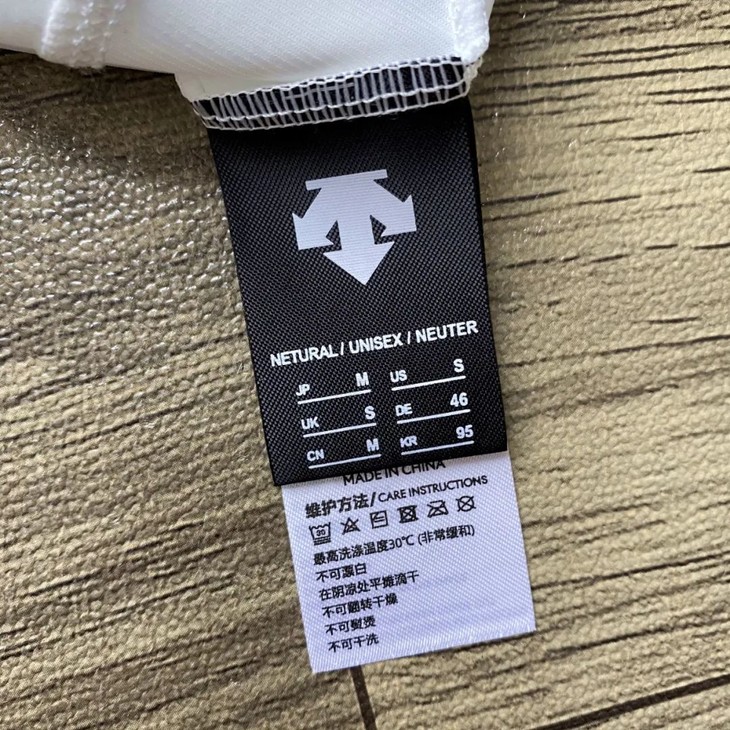 NETURAL / UNISEX / NEUTER
JP M US S
UK S DE 46
CN M KR 95
MADE IN CHINA
维护方法/CARE INSTRUCTIONS
最高洗涤温度30℃ (非常缓和)
不可漂白
在阴凉处平摊滴干
不可翻转干燥
不可熨烫
不可干洗